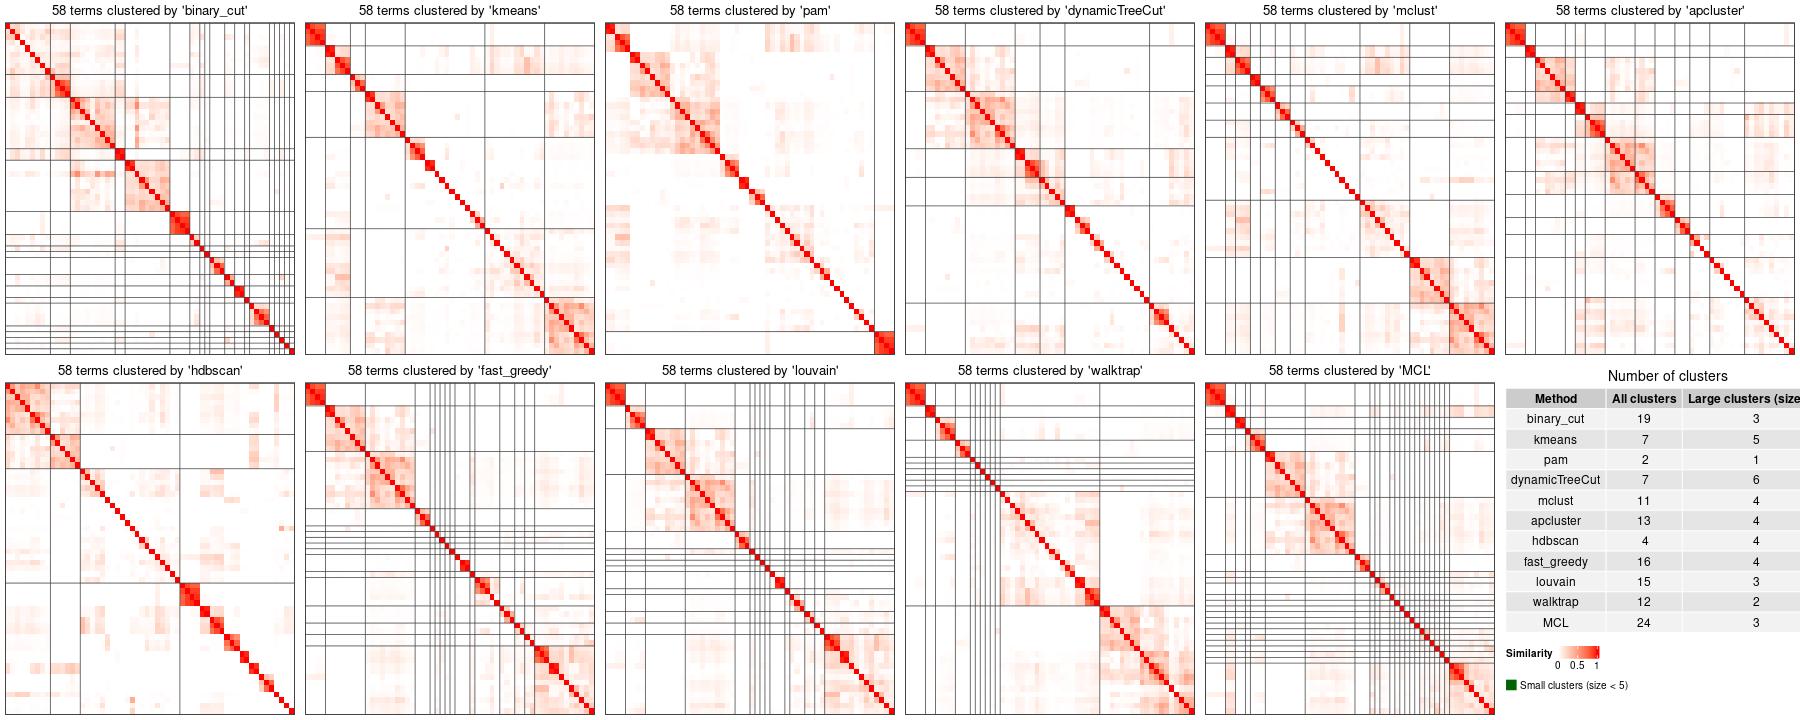 58 terms clustered by 'binary_cut'
58 terms clustered by 'kmeans'
58 terms clustered by 'pam'
58 terms clustered by 'dynamicTreeCut'
58 terms clustered by 'mclust'
58 terms clustered by 'apcluster'
58 terms clustered by 'hdbscan'
58 terms clustered by 'fast_greedy'
58 terms clustered by 'louvain'
58 terms clustered by 'walktrap'
58 terms clustered by 'MCL'
Number of clusters
Method All clusters Large clusters (size
binary_cut 19 3
kmeans 7 5
pam 2 1
dynamicTreeCut 7 6
mclust 11 4
apcluster 13 4
hdbscan 4 4
fast_greedy 16 4
louvain 15 3
walktrap 12 2
MCL 24 3
Similarity
0 0.5 1
Small clusters (size < 5)